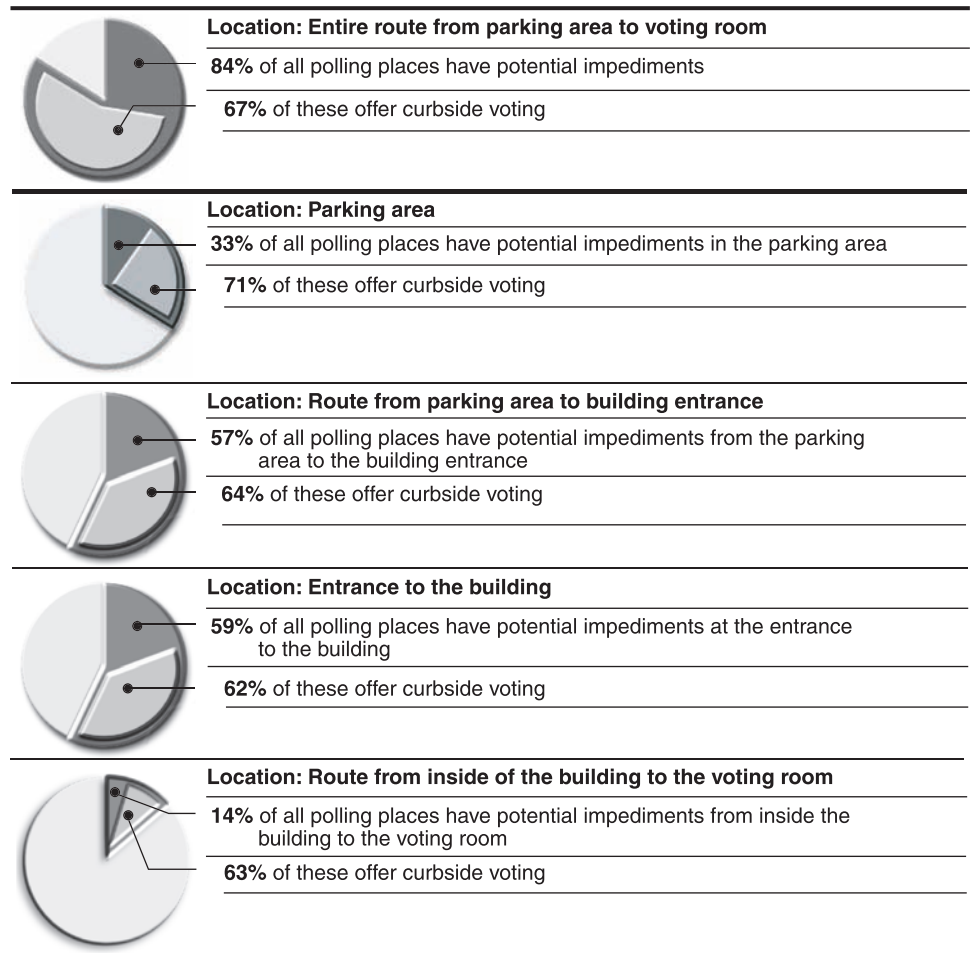 Location: Entire route from parking area to voting room
84% of all polling places have potential impediments
67% of these offer curbside voting
Location: Parking area
33% of all polling places have potential impediments in the parking area
71% of these offer curbside voting
Location: Route from parking area to building entrance
57% of all polling places have potential impediments from the parking
area to the building entrance
64% of these offer curbside voting
Location: Entrance to the building
59% of all polling places have potential impediments at the entrance
to the building
62% of these offer curbside voting
Location: Route from inside of the building to the voting room
14% of all polling places have potential impediments from inside the
building to the voting room
63% of these offer curbside voting